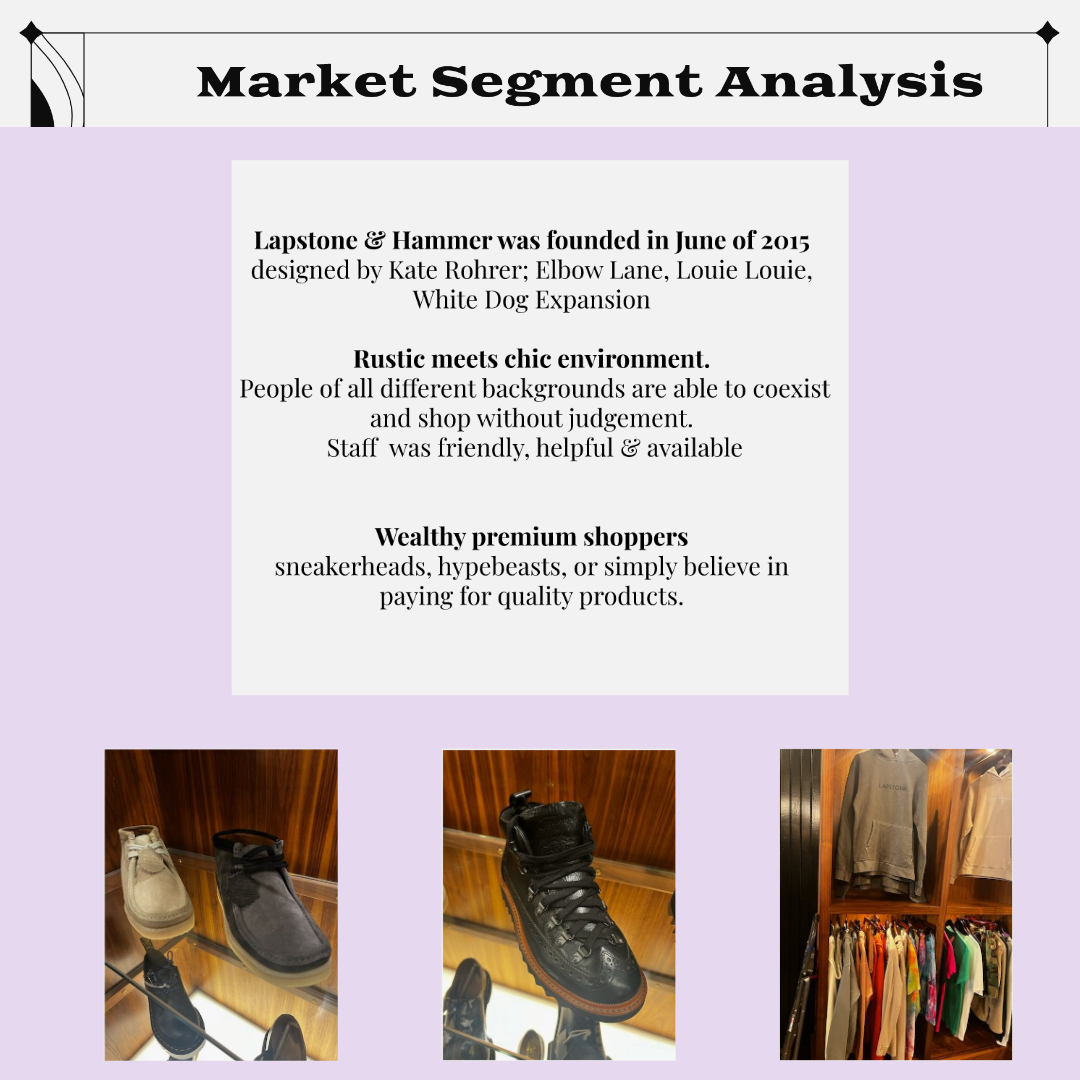 Market Segment Analysis
Lapstone & Hammer was founded in June of 2015
designed by Kate Rohrer; Elbow Lane, Louie Louie,
White Dog Expansion
Rustic meets chic environment.
People of all different backgrounds are able to coexist
and shop without judgement.
Staff  was friendly, helpful & available
Wealthy premium shoppers
sneakerheads, hypebeasts, or simply believe in
paying for quality products.
LAPSTONE